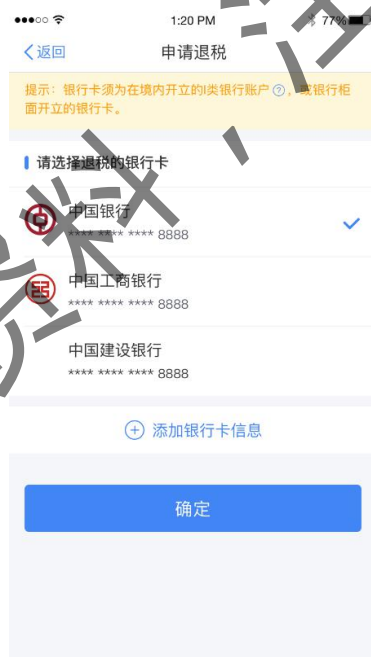 1:20 PM
77%
返回
申请退税
提示：银行卡须为在境内开立的I类银行账户?，或银行柜
面开立的银行卡。
请选择退税的银行卡
中国银行
**** **** **** 8888
中国工商银行
**** **** **** 8888
中国建设银行
**** **** **** 8888
添加银行卡信息
确定
资料，注